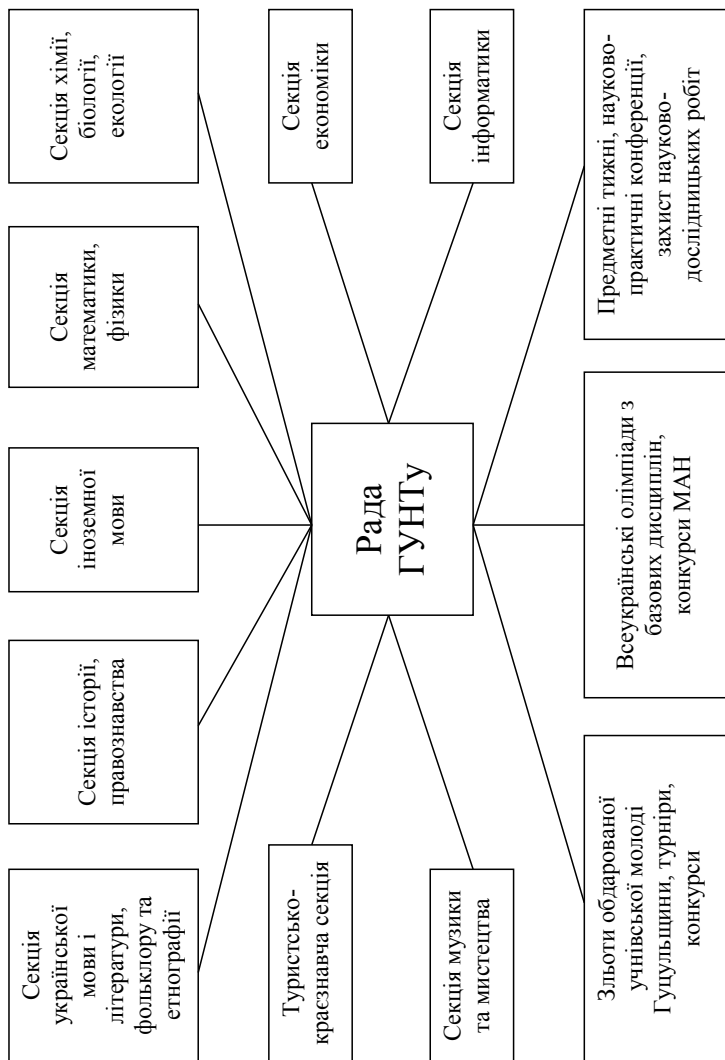 Секція
української
мови і
літератури,
фольклору та
етнографії
Секція історії,
правознавства
Секція
іноземної
мови
Секція
математики,
фізики
Секція хімії,
біології,
екології
Туристсько-
краєзнавча секція
Секція
економіки
Рада
ГУНТу
Секція музики
та мистецтва
Секція
інформатики
Зльоти обдарованої
учнівської молоді
Гуцульщини, турніри,
конкурси
Всеукраїнські олімпіади з
базових дисциплін,
конкурси МАН
Предметні тижні, науково-
практичні конференції,
захист науково-
дослідницьких робіт